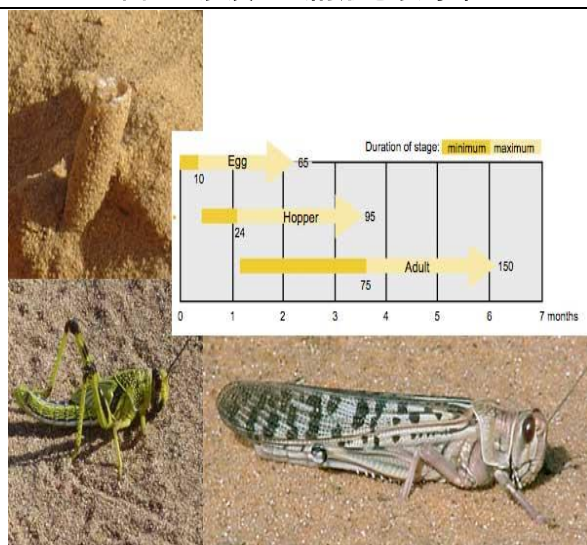 Duration of stage: minimum maximum
Egg
10 65
Hopper
24 95
Adult
75 150
0 1 2 3 4 5 6 7 months